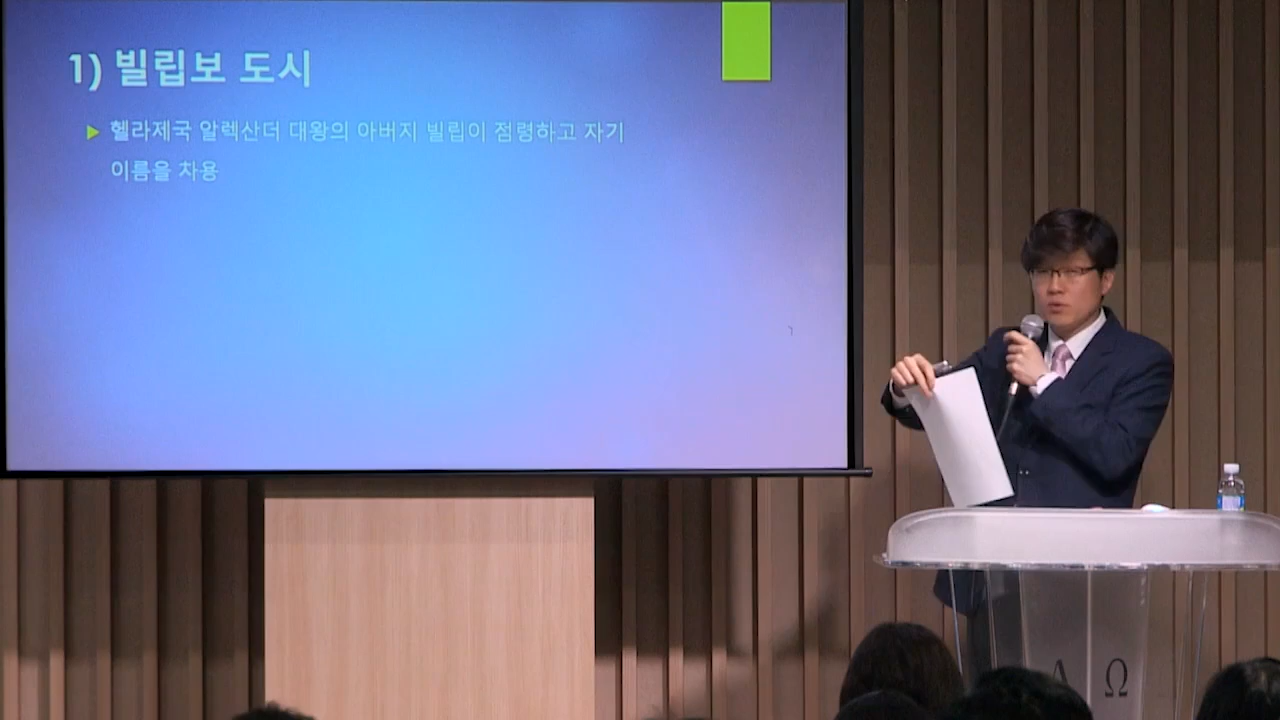 1) 빌립보 도시
헬라제국 알렉산더 대왕의 아버지 빌립이 점령하고 자기
이름을 차용
Α Ω